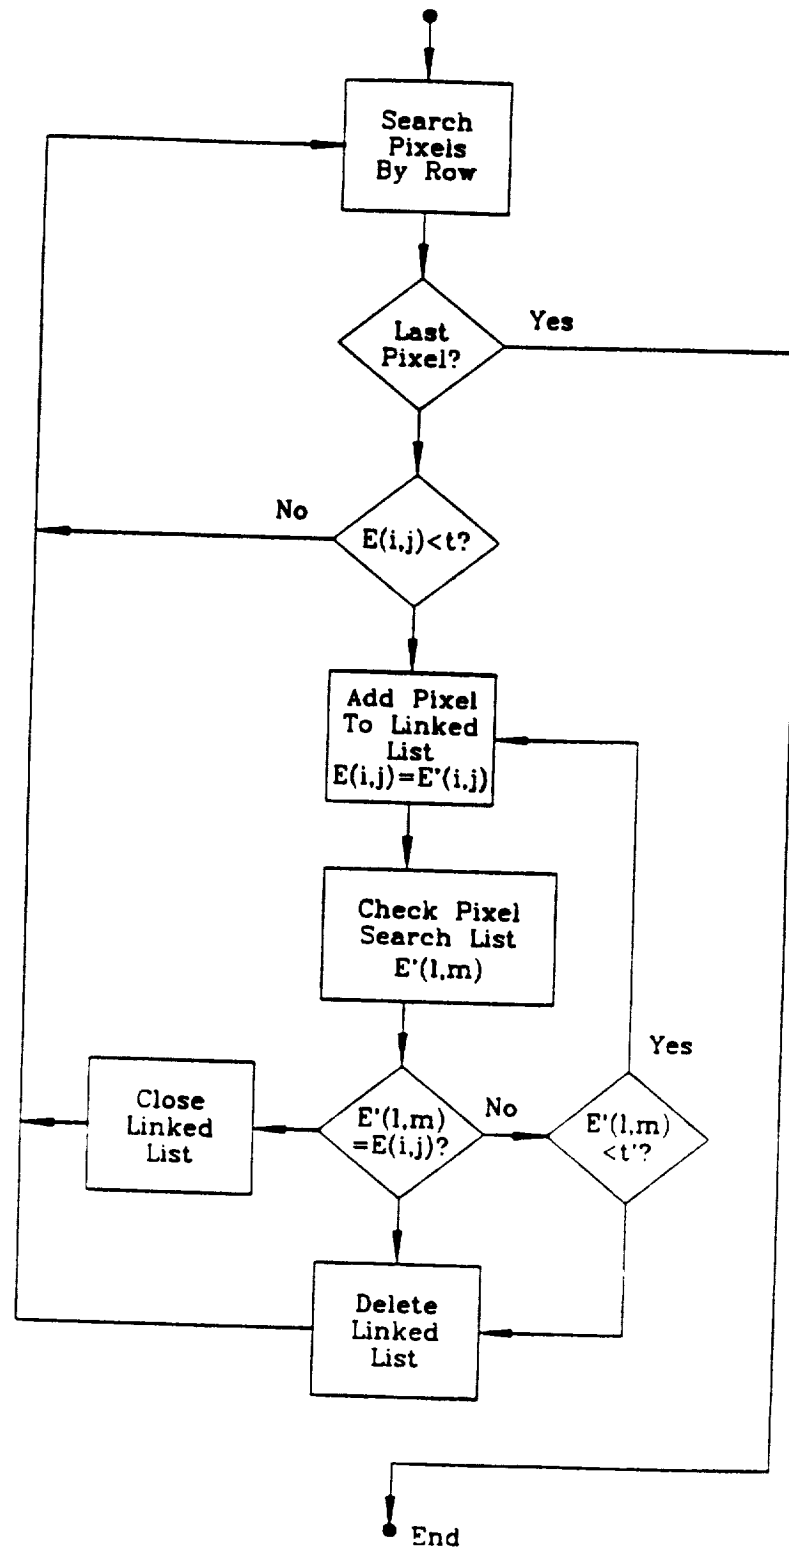 Search
Pixels
By Row
Last
Pixel?
Yes
No
E(i,j)<t?
Add Pixel
To Linked
List
E(i,j)=E'(i,j)
Check Pixel
Search List
E'(l,m)
Yes
Close
Linked
List
E'(l,m)
=E(i,j)?
No
E'(l,m)
<t'?
Delete
Linked
List
End